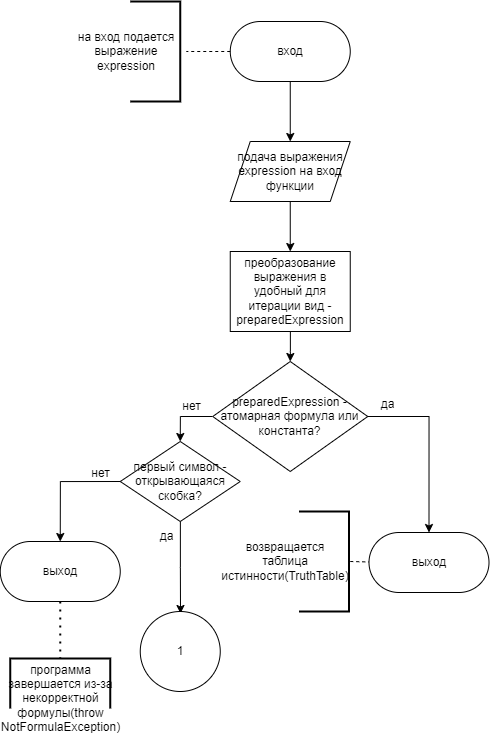 на вход подается
выражение
expression
вход
подача выражения
expression на вход
функции
преобразование
выражения в
удобный для
итерации вид -
preparedExpression
preparedExpression -
атомарная формула или
константа?
нет
да
первый символ -
открывающаяся
скобка?
нет
да
возвращается
таблица
истинности(TruthTable)
выход
выход
1
программа
завершается из-за
некорректной
формулы(throw
NotFormulaException)